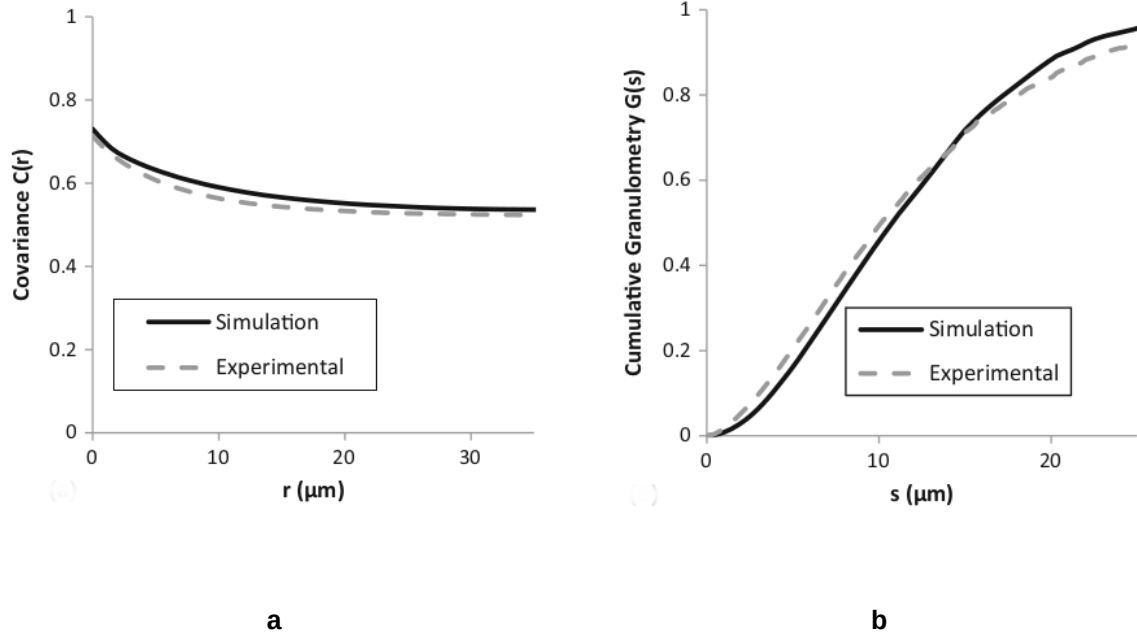 Covariance C(r)
1
0.8
0.6
0.4
0.2
0
0 10 20 30
r (µm)
Simulation
Experimental
(a)
a
Cumulative Granulometry G(s)
1
0.8
0.6
0.4
0.2
0
0 10 20
s (µm)
Simulation
Experimental
b